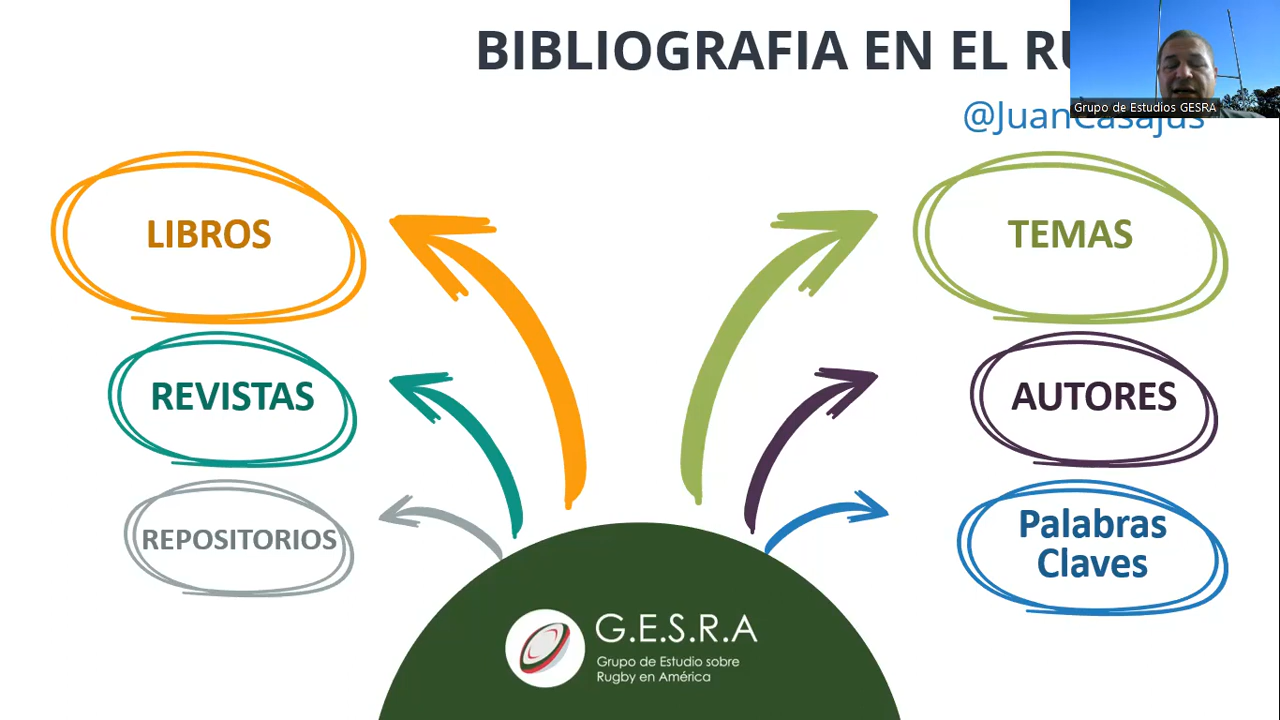 BIBLIOGRAFIA EN EL
Grupo de Estudios GESRA
@JuanCasajus
LIBROS
TEMAS
REVISTAS
AUTORES
REPOSITORIOS
Palabras
Claves
G.E.S.R.A
Grupo de Estudio sobre
Rugby en América